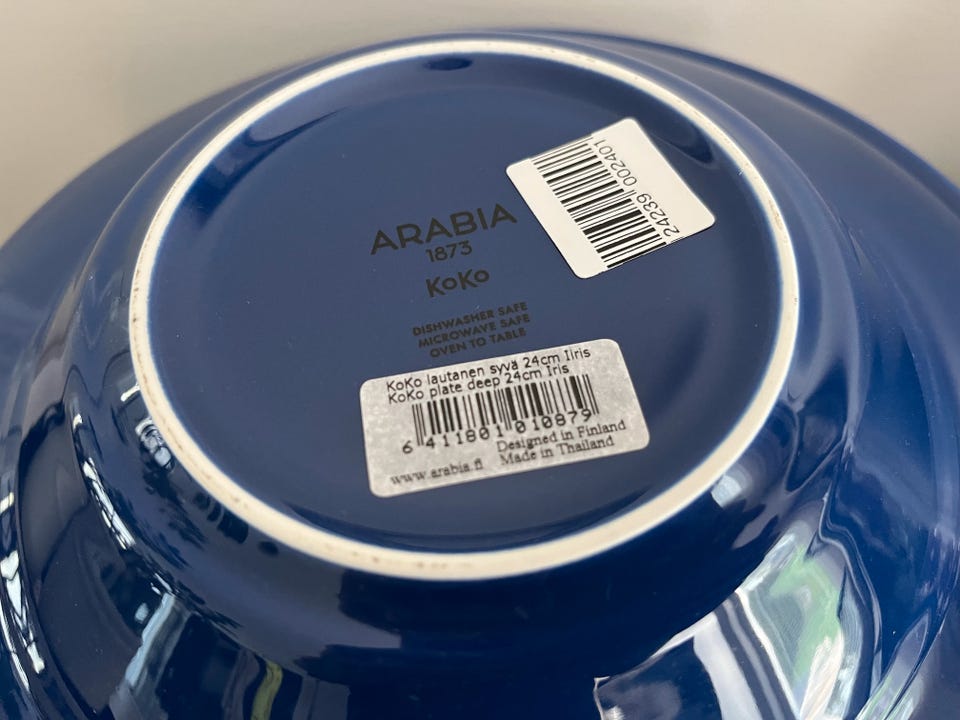 ARABIA
1873
KoKo
DISHWASHER SAFE
MICROWAVE SAFE
OVEN TO TABLE
24239 002401
KoKo lautanen syvä 24cm Iiris
KoKo plate deep 24cm Iris
6 411801 010879
Designed in Finland
www.arabia.fi Made in Thailand